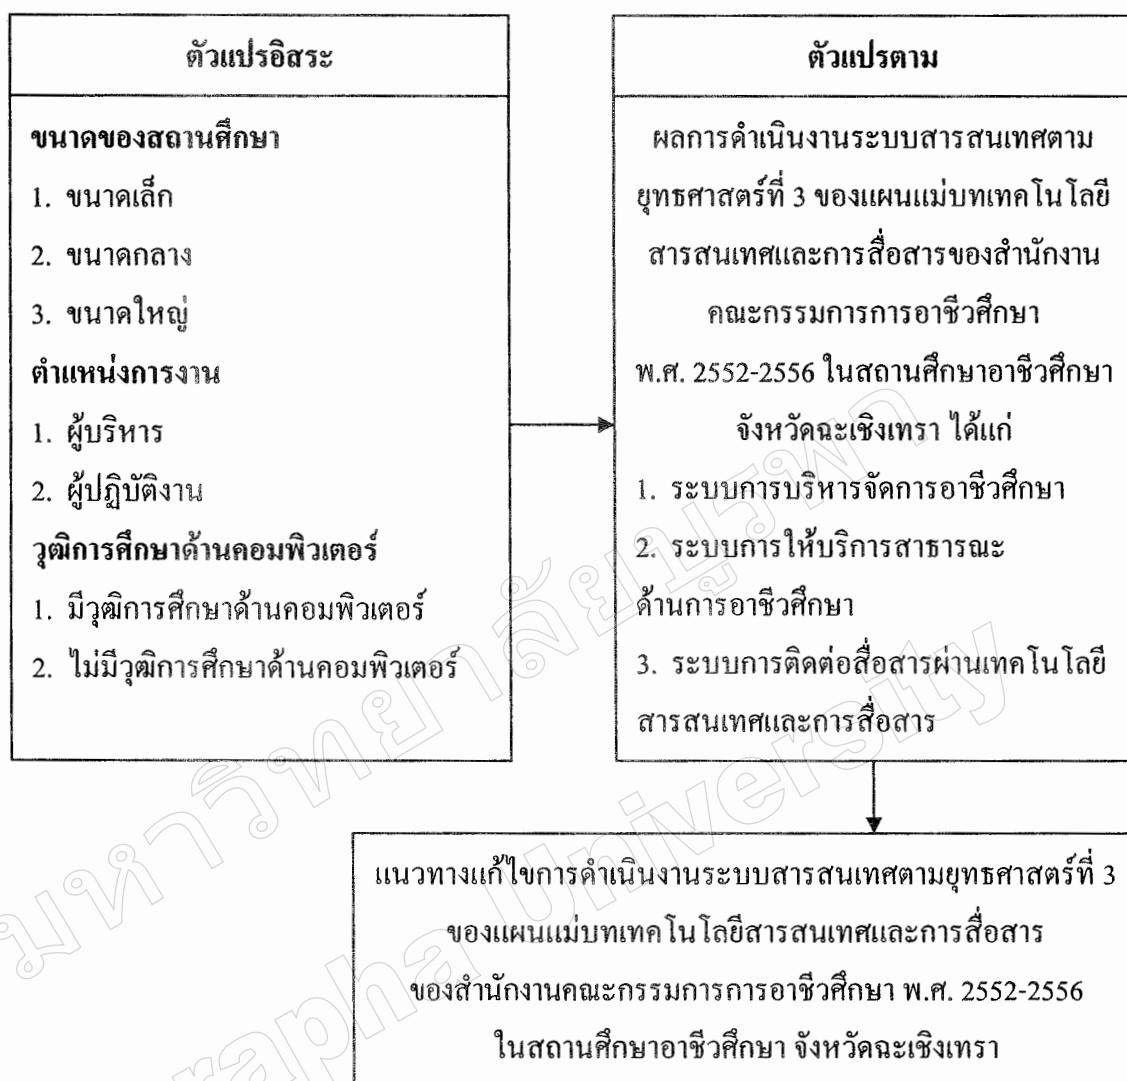 ตัวแปรอิสระ
ขนาดของสถานศึกษา
1. ขนาดเล็ก
2. ขนาดกลาง
3. ขนาดใหญ่
ตำแหน่งการงาน
1. ผู้บริหาร
2. ผู้ปฏิบัติงาน
วุฒิการศึกษาด้านคอมพิวเตอร์
1. มีวุฒิการศึกษาด้านคอมพิวเตอร์
2. ไม่มีวุฒิการศึกษาด้านคอมพิวเตอร์
ตัวแปรตาม
ผลการดำเนินงานระบบสารสนเทศตาม
ยุทธศาสตร์ที่ 3 ของแผนแม่บทเทคโนโลยี
สารสนเทศและการสื่อสารของสำนักงาน
คณะกรรมการการอาชีวศึกษา
พ.ศ. 2552-2556 ในสถานศึกษาอาชีวศึกษา
จังหวัดฉะเชิงเทรา ได้แก่
1. ระบบการบริหารจัดการอาชีวศึกษา
2. ระบบการให้บริการสาธารณะ
ด้านการอาชีวศึกษา
3. ระบบการติดต่อสื่อสารผ่านเทคโนโลยี
สารสนเทศและการสื่อสาร
แนวทางแก้ไขการดำเนินงานระบบสารสนเทศตามยุทธศาสตร์ที่ 3
ของแผนแม่บทเทคโนโลยีสารสนเทศและการสื่อสาร
ของสำนักงานคณะกรรมการการอาชีวศึกษา พ.ศ. 2552-2556
ในสถานศึกษาอาชีวศึกษา จังหวัดฉะเชิงเทรา
มหาวิทยาลัยบูรพา
rapha University